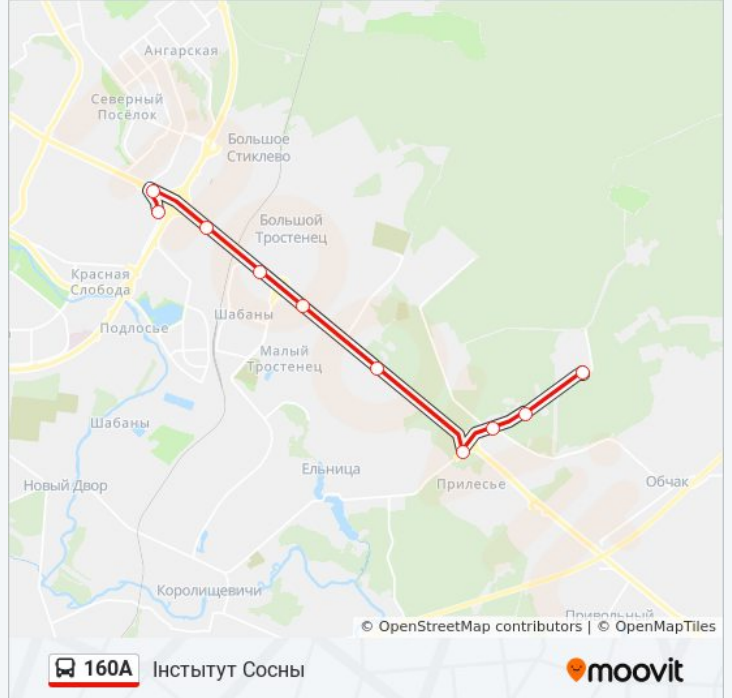 Ангарская
Северный
Посёлок
Большое
Стиклево
Большой
Тростенец
Красная
Слобода
Шабаны
Подлосье
Малый
Тростенец
Шабаны
Ельница
Новый Двор
Прилесье
Обчак
Королищевичи
Привольный
© OpenStreetMap contributors | © OpenMapTiles
160А Інстытут Сосны
moovit